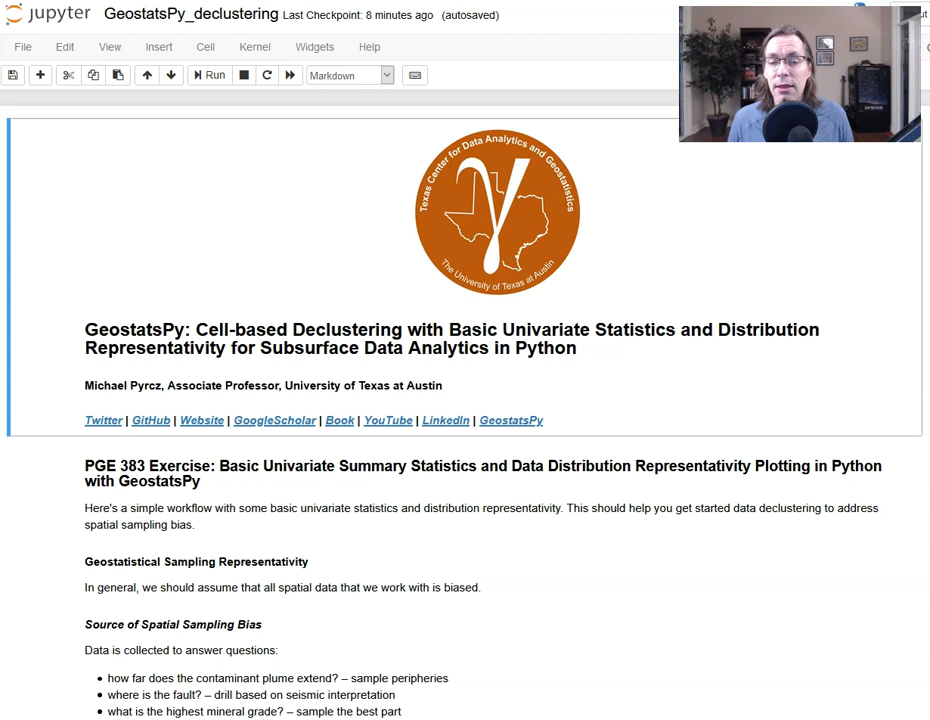 jupyter GeostatsPy_declustering Last Checkpoint: 8 minutes ago (autosaved)
File Edit View Insert Cell Kernel Widgets Help
Run Markdown
Texas Center for Data Analytics and Geostatistics
The University of Texas at Austin
GeostatsPy: Cell-based Declustering with Basic Univariate Statistics and Distribution
Representativity for Subsurface Data Analytics in Python
Michael Pyrcz, Associate Professor, University of Texas at Austin
Twitter | GitHub | Website | GoogleScholar | Book | YouTube | LinkedIn | GeostatsPy
PGE 383 Exercise: Basic Univariate Summary Statistics and Data Distribution Representativity Plotting in Python
with GeostatsPy
Here's a simple workflow with some basic univariate statistics and distribution representativity. This should help you get started data declustering to address
spatial sampling bias.
Geostatistical Sampling Representativity
In general, we should assume that all spatial data that we work with is biased.
Source of Spatial Sampling Bias
Data is collected to answer questions:
• how far does the contaminant plume extend? – sample peripheries
• where is the fault? – drill based on seismic interpretation
• what is the highest mineral grade? – sample the best part